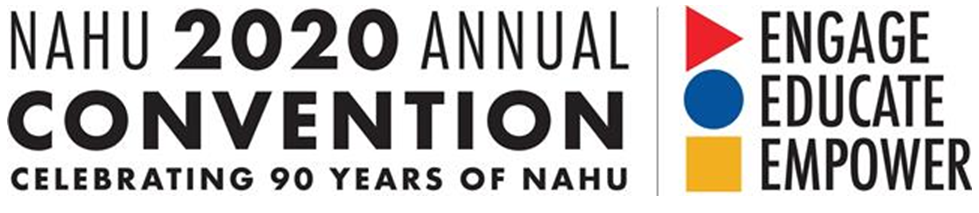 NAHU 2020 ANNUAL
CONVENTION
CELEBRATING 90 YEARS OF NAHU
ENGAGE
EDUCATE
EMPOWER